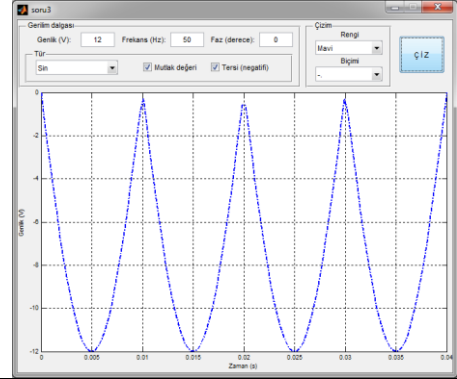 soru3
Gerilim dalgası
Genlik (V): 12 Frekans (Hz): 50 Faz (derece): 0
Tür
Sin Mutlak değeri Tersi (negatifi)
Çizim
Rengi
Mavi
Biçimi
-.
ÇİZ
0
-2
-4
-6
-8
-10
-12
Genlik (V)
0 0.005 0.01 0.015 0.02 0.025 0.03 0.035 0.04
Zaman (s)